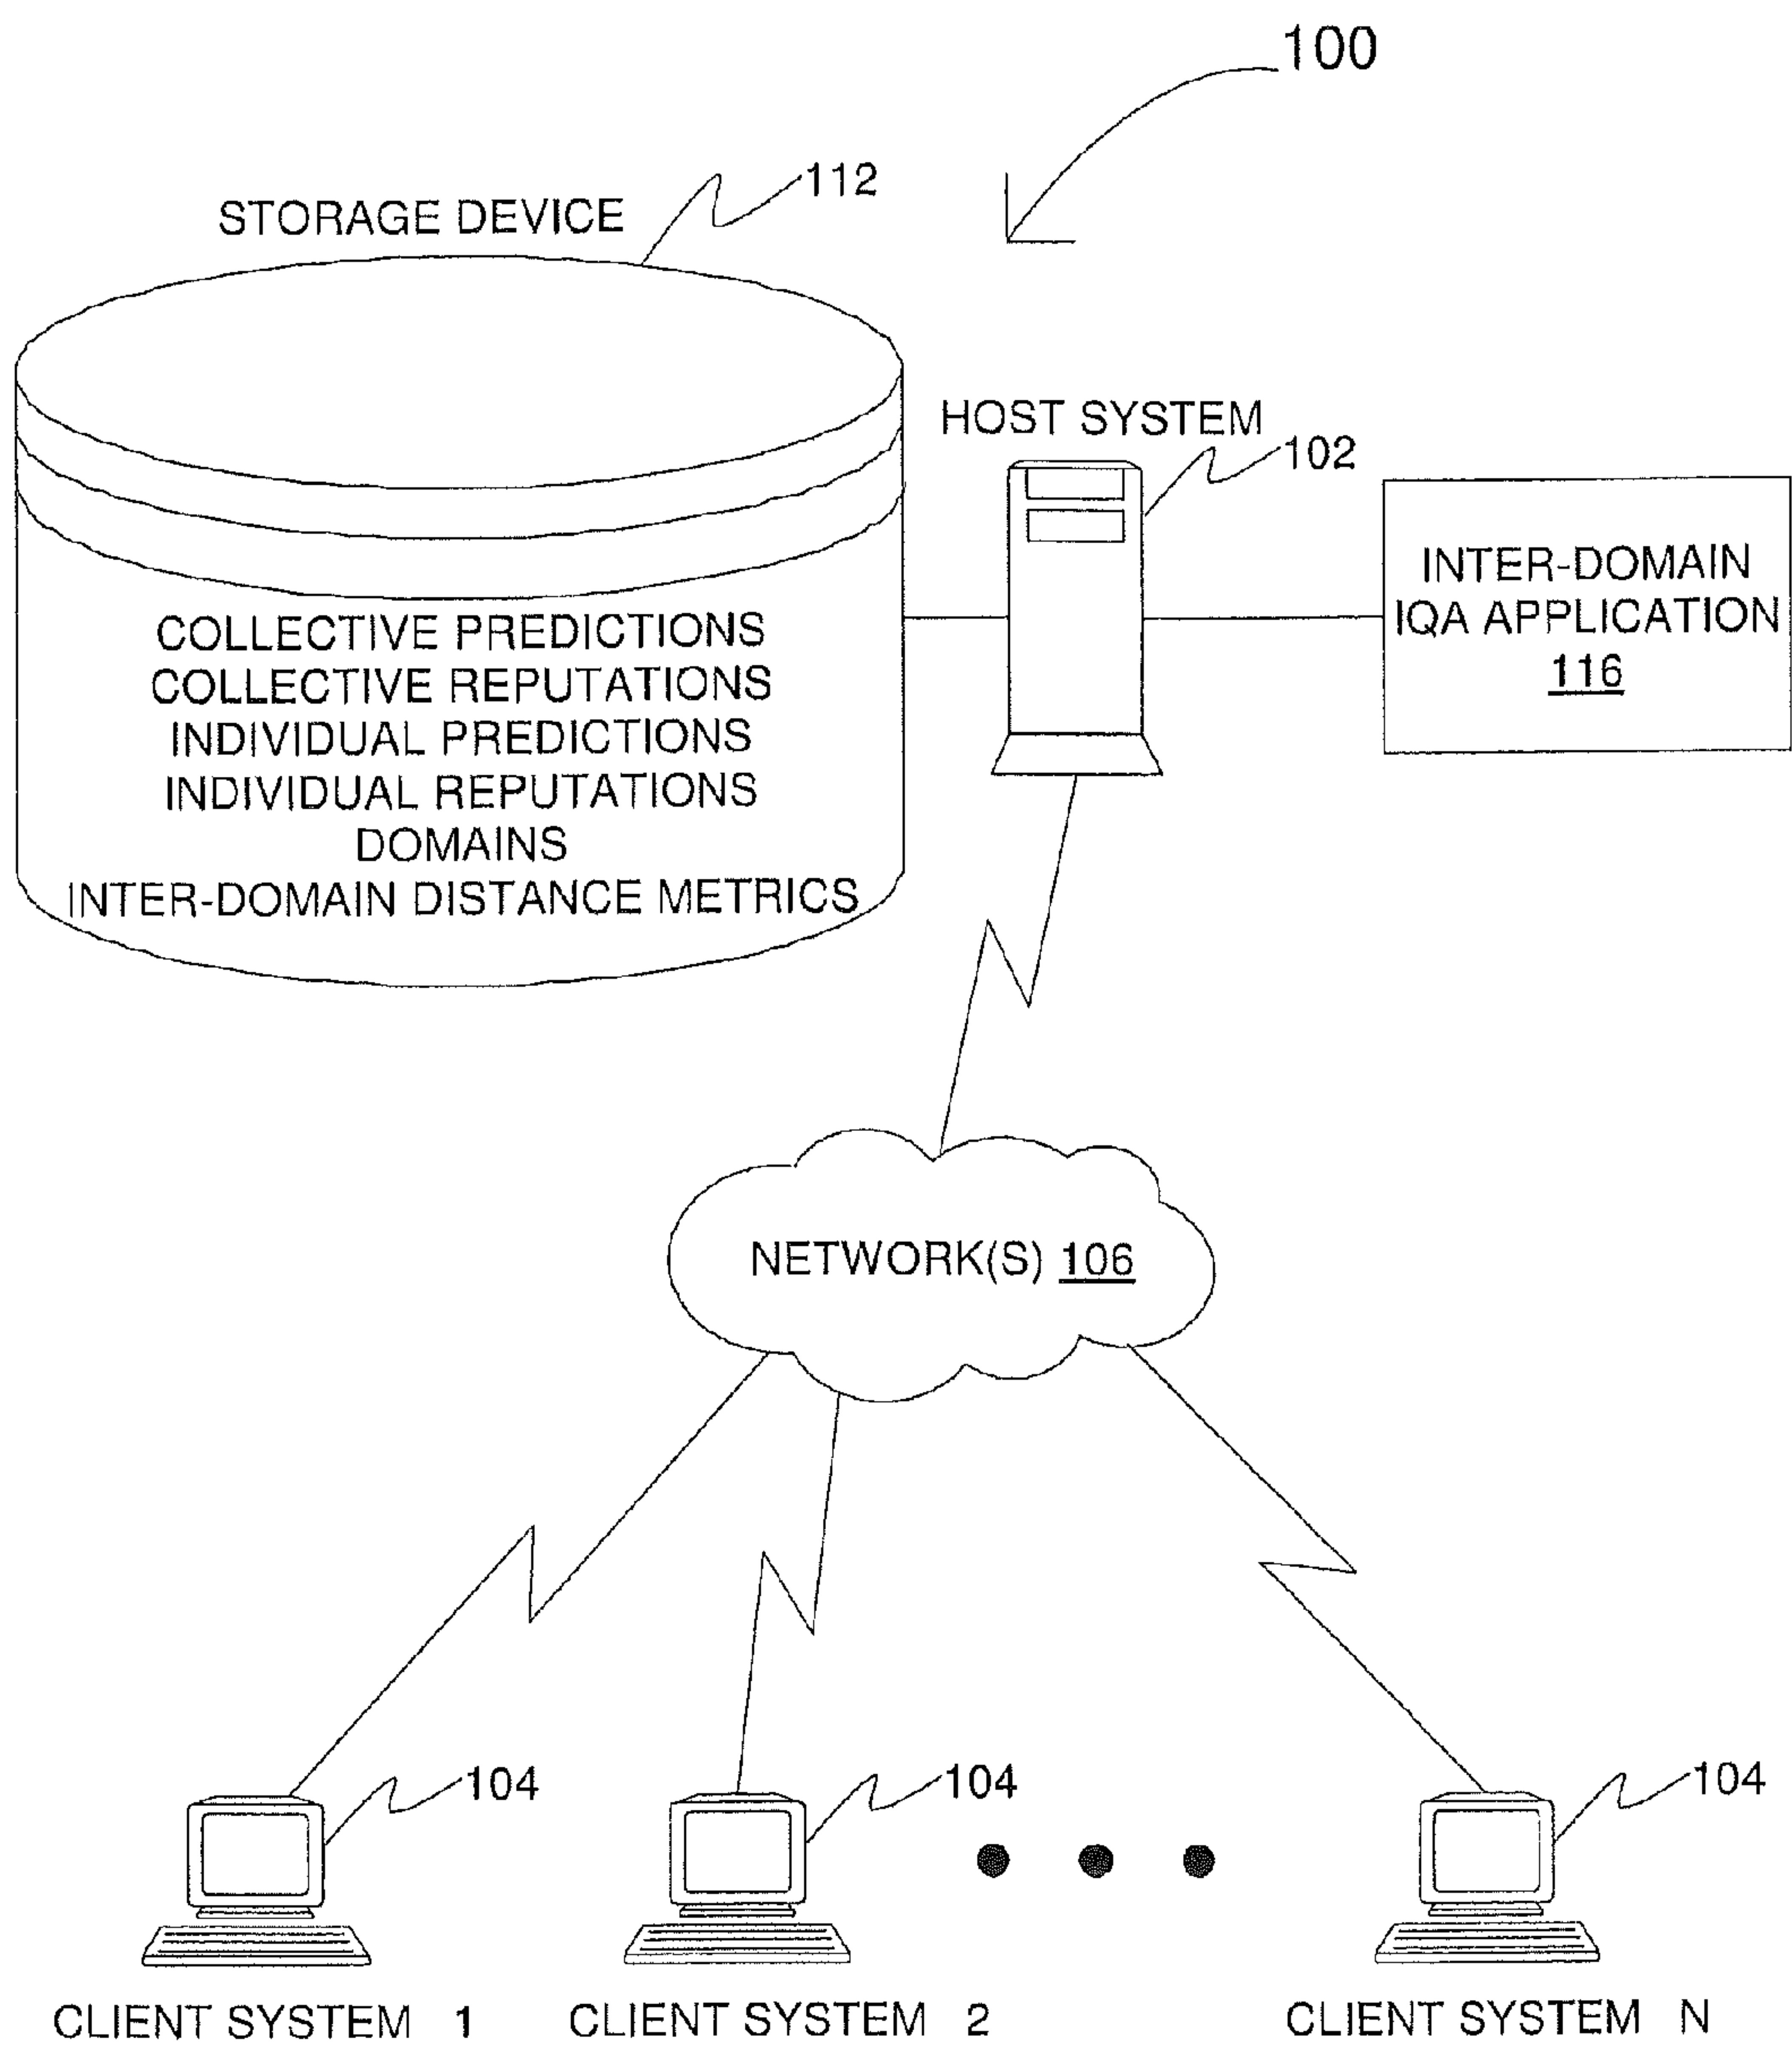 100
112
STORAGE DEVICE
HOST SYSTEM
102
INTER-DOMAIN
IQA APPLICATION
116
COLLECTIVE PREDICTIONS
COLLECTIVE REPUTATIONS
INDIVIDUAL PREDICTIONS
INDIVIDUAL REPUTATIONS
DOMAINS
INTER-DOMAIN DISTANCE METRICS
NETWORK(S) 106
104
104
104
CLIENT SYSTEM 1
CLIENT SYSTEM 2
CLIENT SYSTEM N